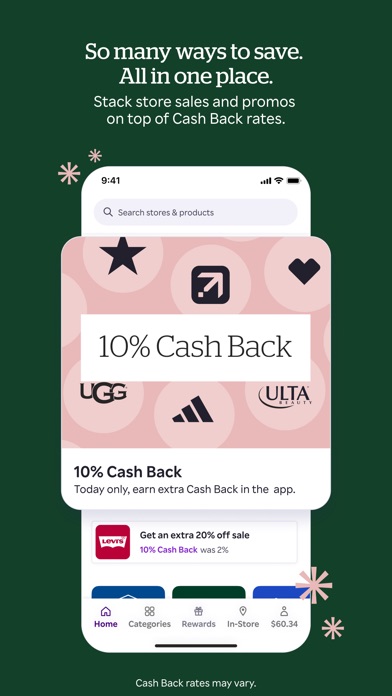 So many ways to save.
All in one place.
Stack store sales and promos
on top of Cash Back rates.
9:41
Search stores & products
10% Cash Back
UGG
ULTA
BEAUTY
10% Cash Back
Today only, earn extra Cash Back in the app.
Levi's
Get an extra 20% off sale
10% Cash Back was 2%
Home Categories Rewards In-Store $60.34
Cash Back rates may vary.